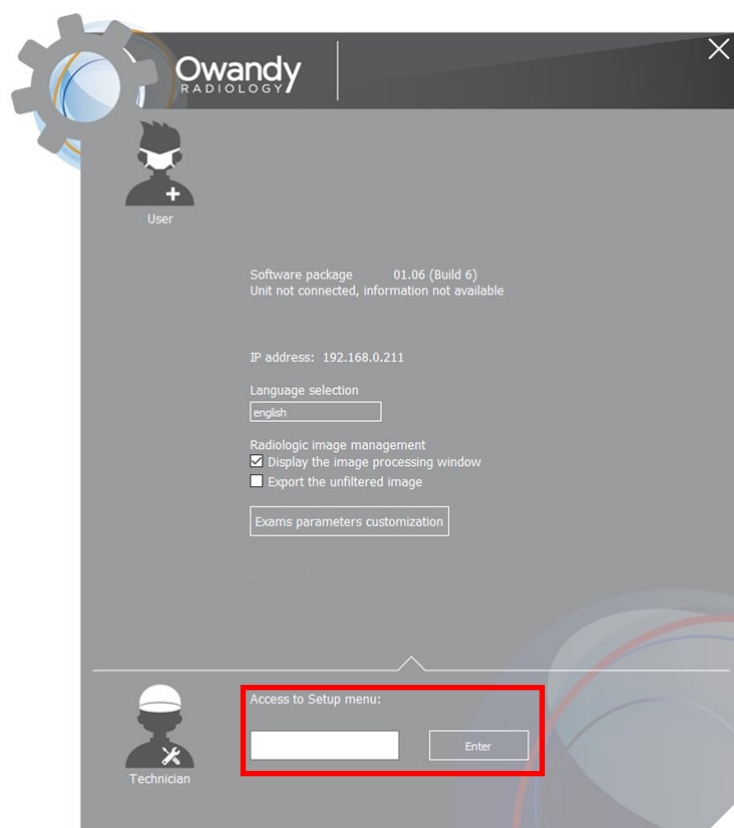 Owandy
RADIOLOGY
User
Software package 01.06 (Build 6)
Unit not connected, information not available
IP address: 192.168.0.211
Language selection
english
Radiologic image management
Display the image processing window
Export the unfiltered image
Exams parameters customization
Access to Setup menu:
Enter
Technician